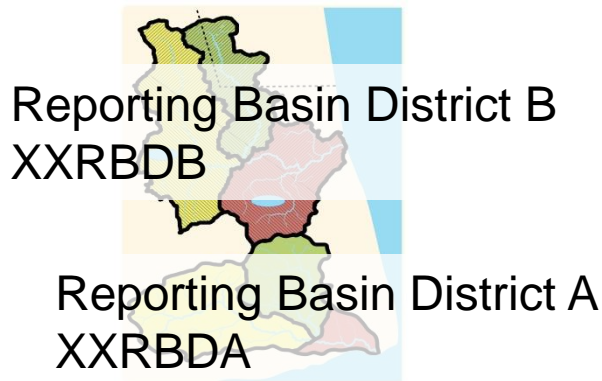 Reporting Basin District B
XXRBDB
Reporting Basin District A
XXRBDA